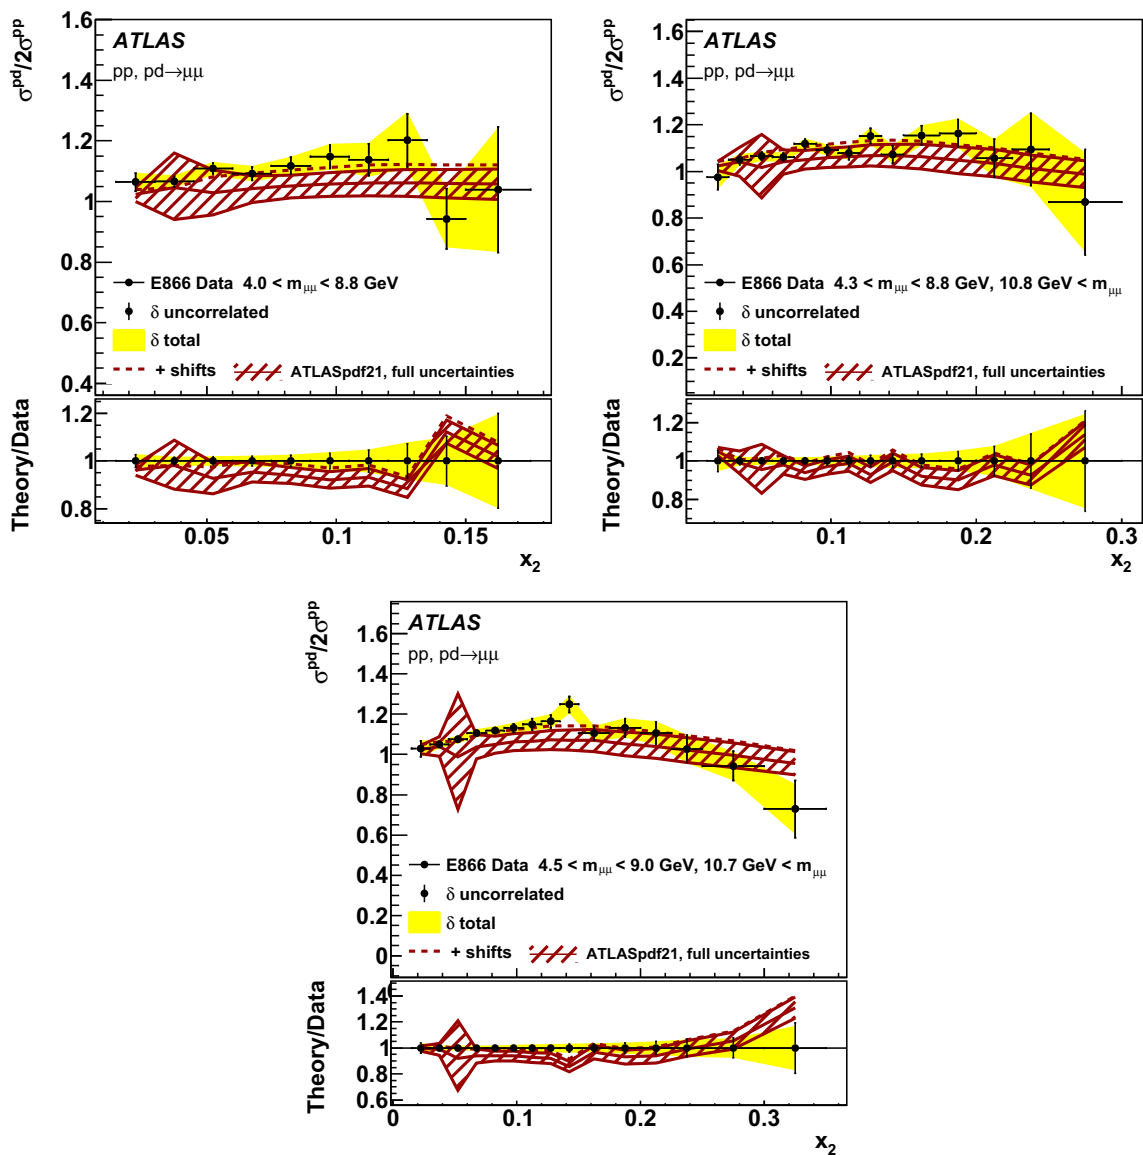 σ^pd/2σ^pp
1.6
1.4
1.2
1
0.8
0.6
0.4
ATLAS
pp, pd→μμ
E866 Data 4.0 < m_μμ < 8.8 GeV
δ uncorrelated
δ total
+ shifts ATLASpdf21, full uncertainties
Theory/Data
1.2
1
0.8
0.05 0.1 0.15
x_2
σ^pd/2σ^pp
1.6
1.4
1.2
1
0.8
0.6
0.4
0.2
ATLAS
pp, pd→μμ
E866 Data 4.3 < m_μμ < 8.8 GeV, 10.8 GeV < m_μμ
δ uncorrelated
δ total
+ shifts ATLASpdf21, full uncertainties
Theory/Data
1.2
1
0.8
0.1 0.2 0.3
x_2
σ^pd/2σ^pp
1.6
1.4
1.2
1
0.8
0.6
0.4
0.2
0
ATLAS
pp, pd→μμ
E866 Data 4.5 < m_μμ < 9.0 GeV, 10.7 GeV < m_μμ
δ uncorrelated
δ total
+ shifts ATLASpdf21, full uncertainties
Theory/Data
1.4
1.2
1
0.8
0.6
0 0.1 0.2 0.3
x_2